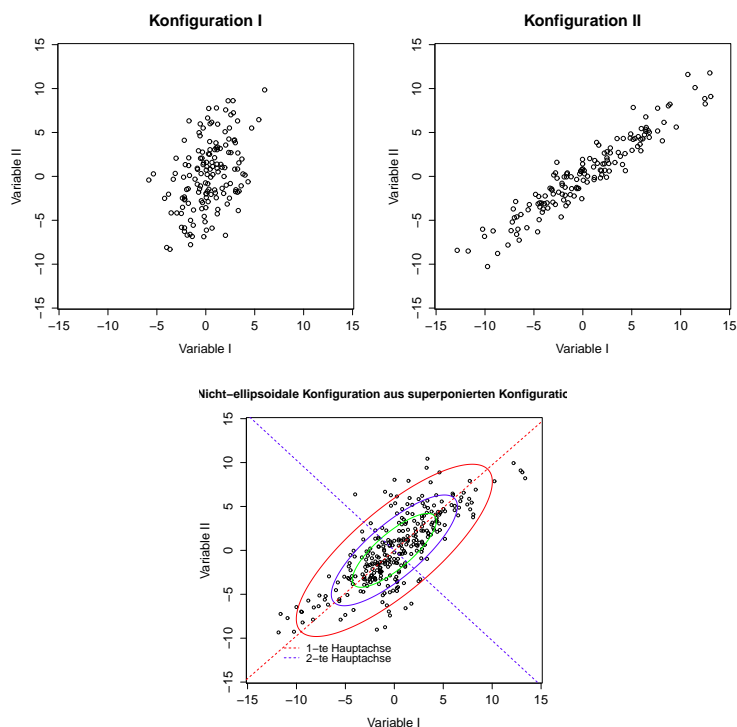 Konfiguration I
15
10
5
0
−5
−10
−15
Variable II
−15 −10 −5 0 5 10 15
Variable I
Konfiguration II
15
10
5
0
−5
−10
−15
Variable II
−15 −10 −5 0 5 10 15
Variable I
Nicht−ellipsoidale Konfiguration aus superponierten Konfiguratio
15
10
5
0
−5
−10
−15
Variable II
1−te Hauptachse
2−te Hauptachse
−15 −10 −5 0 5 10 15
Variable I